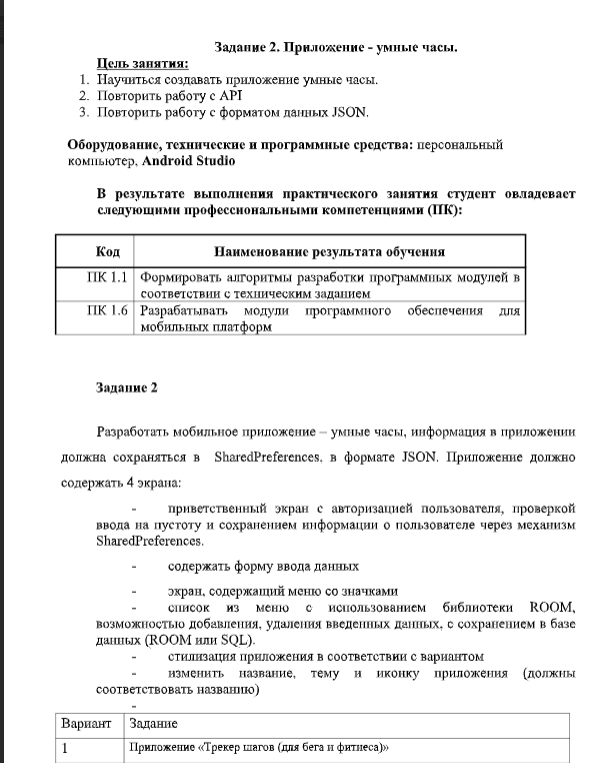 Задание 2. Приложение - умные часы.
Цель занятия:
1. Научиться создавать приложение умные часы.
2. Повторить работу с API
3. Повторить работу с форматом данных JSON.
Оборудование, технические и программные средства: персональный
компьютер, Android Studio
В результате выполнения практического занятия студент овладевает
следующими профессиональными компетенциями (ПК):
Код Наименование результата обучения
ПК 1.1 Формировать алгоритмы разработки программных модулей в
соответствии с техническим заданием
ПК 1.6 Разрабатывать модули программного обеспечения для
мобильных платформ
Задание 2
Разработать мобильное приложение – умные часы, информация в приложении
должна сохраняться в SharedPreferences, в формате JSON. Приложение должно
содержать 4 экрана:
- приветственный экран с авторизацией пользователя, проверкой
ввода на пустоту и сохранением информации о пользователе через механизм
SharedPreferences.
- содержать форму ввода данных
- экран, содержащий меню со значками
- список из меню с использованием библиотеки ROOM,
возможностью добавления, удаления введенных данных, с сохранением в базе
данных (ROOM или SQL).
- стилизация приложения в соответствии с вариантом
- изменить название, тему и иконку приложения (должны
соответствовать названию)
-
Вариант Задание
1 Приложение «Трекер шагов (для бега и фитнеса)»